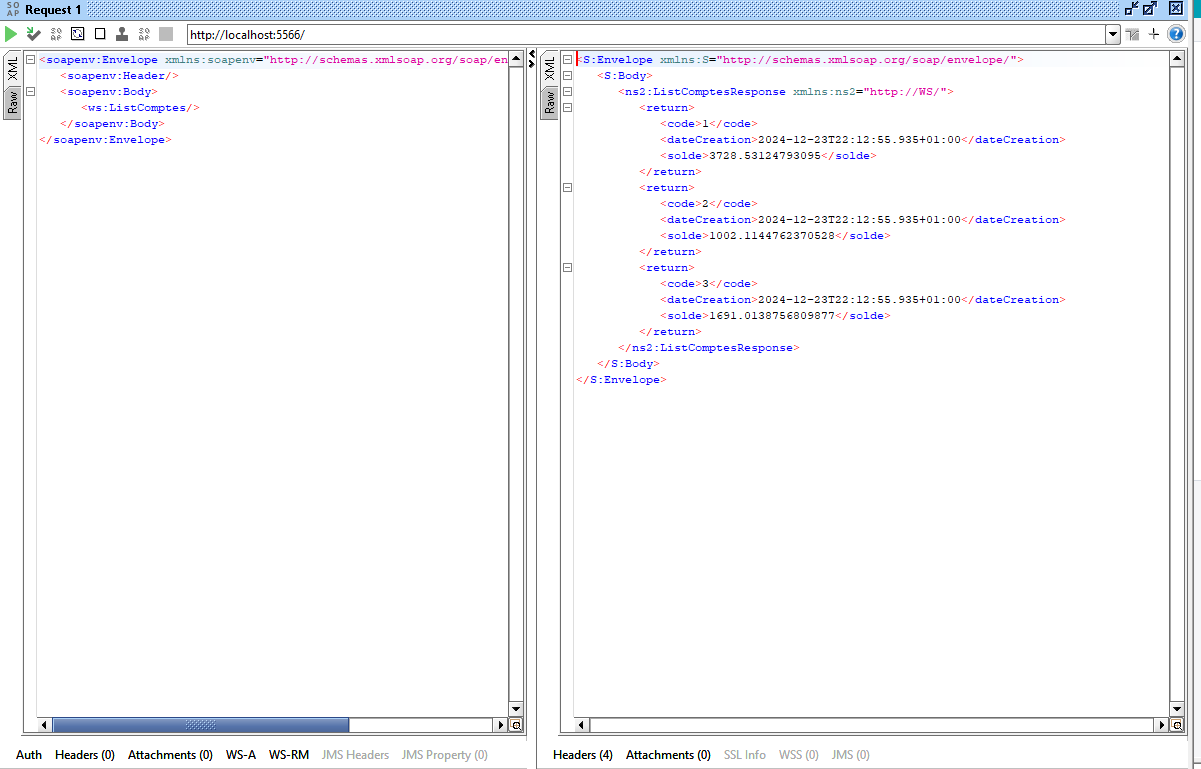 SO AP Request 1
SO AP SO AP http://localhost:5566/
XML
Raw
<soapenv:Envelope xmlns:soapenv="http://schemas.xmlsoap.org/soap/en
<soapenv:Header/>
<soapenv:Body>
<ws:ListComptes/>
</soapenv:Body>
</soapenv:Envelope>
XML
Raw
<S:Envelope xmlns:S="http://schemas.xmlsoap.org/soap/envelope/">
<S:Body>
<ns2:ListComptesResponse xmlns:ns2="http://WS/">
<return>
<code>1</code>
<dateCreation>2024-12-23T22:12:55.935+01:00</dateCreation>
<solde>3728.53124793095</solde>
</return>
<return>
<code>2</code>
<dateCreation>2024-12-23T22:12:55.935+01:00</dateCreation>
<solde>1002.1144762370528</solde>
</return>
<return>
<code>3</code>
<dateCreation>2024-12-23T22:12:55.935+01:00</dateCreation>
<solde>1691.0138756809877</solde>
</return>
</ns2:ListComptesResponse>
</S:Body>
</S:Envelope>
Auth Headers (0) Attachments (0) WS-A WS-RM JMS Headers JMS Property (0)
Headers (4) Attachments (0) SSL Info WSS (0) JMS (0)